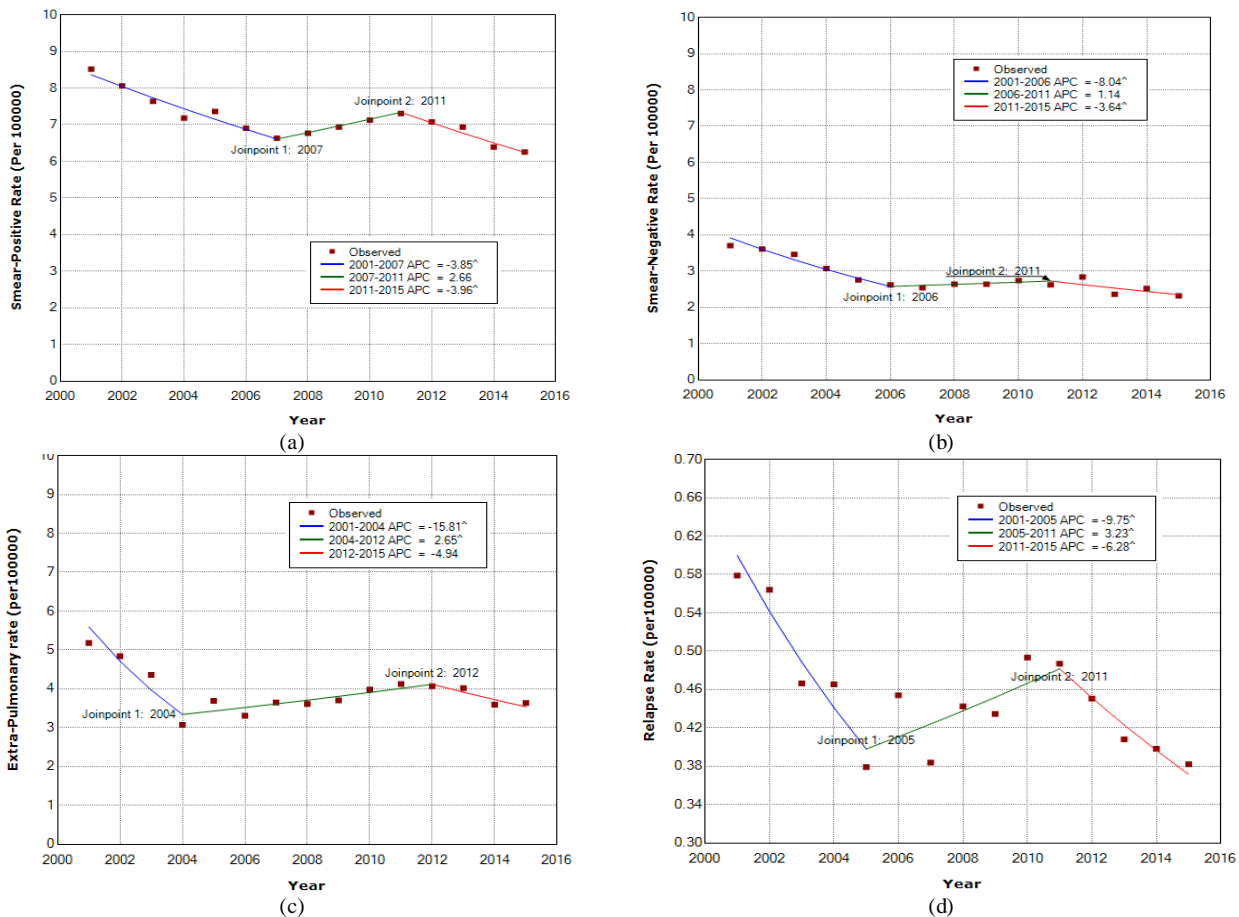 10
9
8
7
6
5
4
3
2
1
0
Smear-Positive Rate (Per 100000)
Joinpoint 2: 2011
Joinpoint 1: 2007
Observed
2001-2007 APC = -3.85^
2007-2011 APC = 2.66
2011-2015 APC = -3.96^
2000 2002 2004 2006 2008 2010 2012 2014 2016
Year
(a)
10
9
8
7
6
5
4
3
2
1
0
Smear-Negative Rate (Per 100000)
Observed
2001-2006 APC = -8.04^
2006-2011 APC = 1.14
2011-2015 APC = -3.64^
Joinpoint 2: 2011
Joinpoint 1: 2006
2000 2002 2004 2006 2008 2010 2012 2014 2016
Year
(b)
10
9
8
7
6
5
4
3
2
1
0
Extra-Pulmonary rate (per100000)
Observed
2001-2004 APC = -15.81^
2004-2012 APC = 2.65^
2012-2015 APC = -4.94
Joinpoint 2: 2012
Joinpoint 1: 2004
2000 2002 2004 2006 2008 2010 2012 2014 2016
Year
(c)
0.70
0.66
0.62
0.58
0.54
0.50
0.46
0.42
0.38
0.34
0.30
Relapse Rate (per100000)
Observed
2001-2005 APC = -9.75^
2005-2011 APC = 3.23^
2011-2015 APC = -6.28^
Joinpoint 2: 2011
Joinpoint 1: 2005
2000 2002 2004 2006 2008 2010 2012 2014 2016
Year
(d)